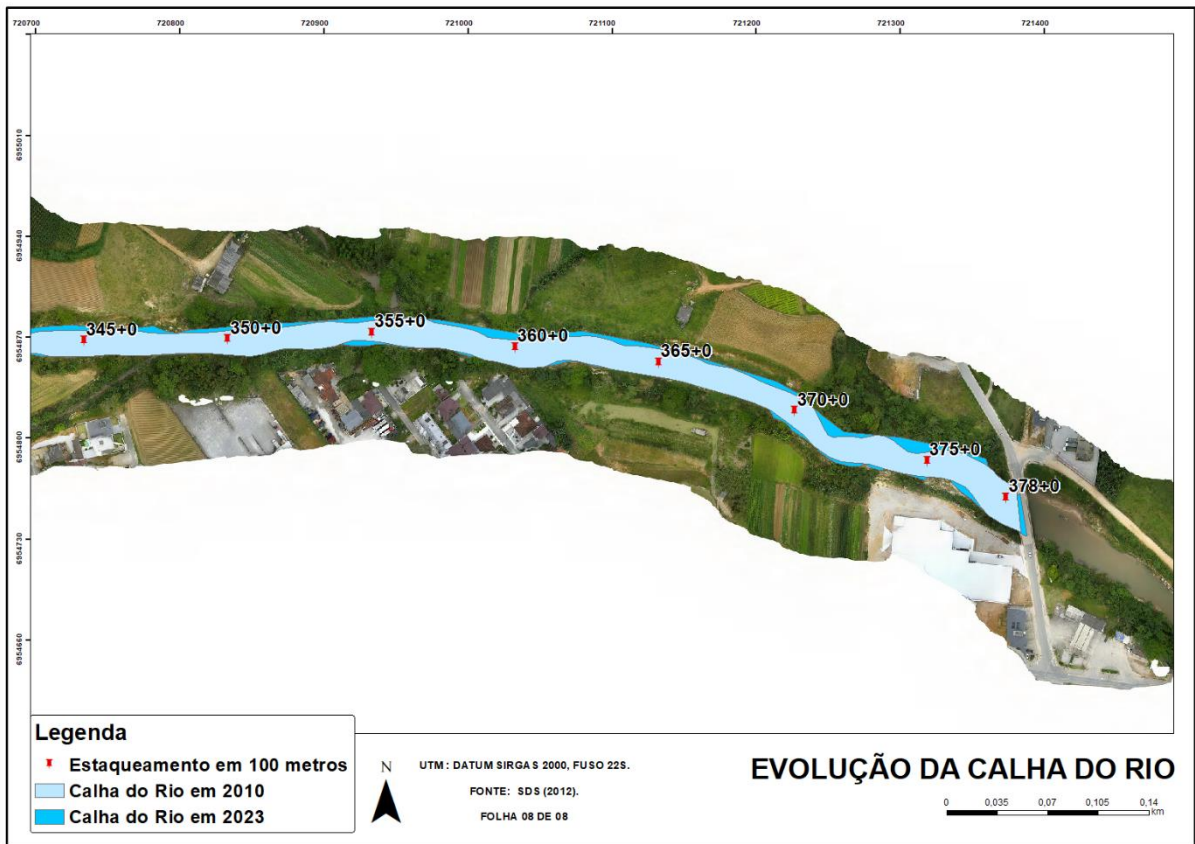 720700 720800 720900 721000 721100 721200 721300 721400
6955010
6954940
6954870
6954800
6954730
6954660
345+0
350+0
355+0
360+0
365+0
370+0
375+0
378+0
Legenda
Estaqueamento em 100 metros
Calha do Rio em 2010
Calha do Rio em 2023
N
UTM : DATUM SIRGAS 2000, FUSO 22S.
FONTE: SDS (2012).
FOLHA 08 DE 08
EVOLUÇÃO DA CALHA DO RIO
0 0,035 0,07 0,105 0,14
km